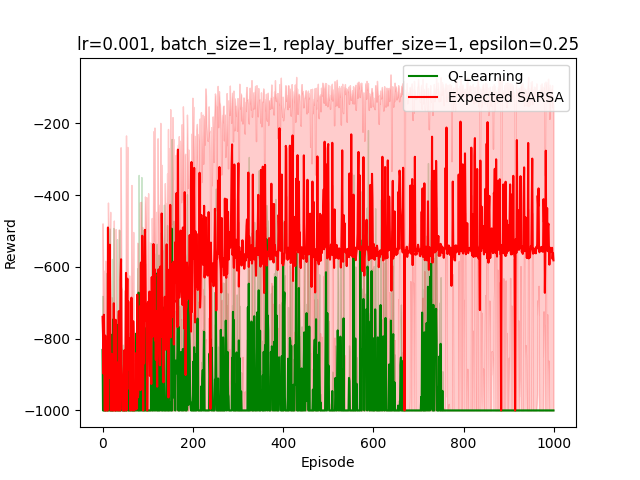 lr=0.001, batch_size=1, replay_buffer_size=1, epsilon=0.25
Q-Learning
Expected SARSA
Reward
−200
−400
−600
−800
−1000
0 200 400 600 800 1000
Episode